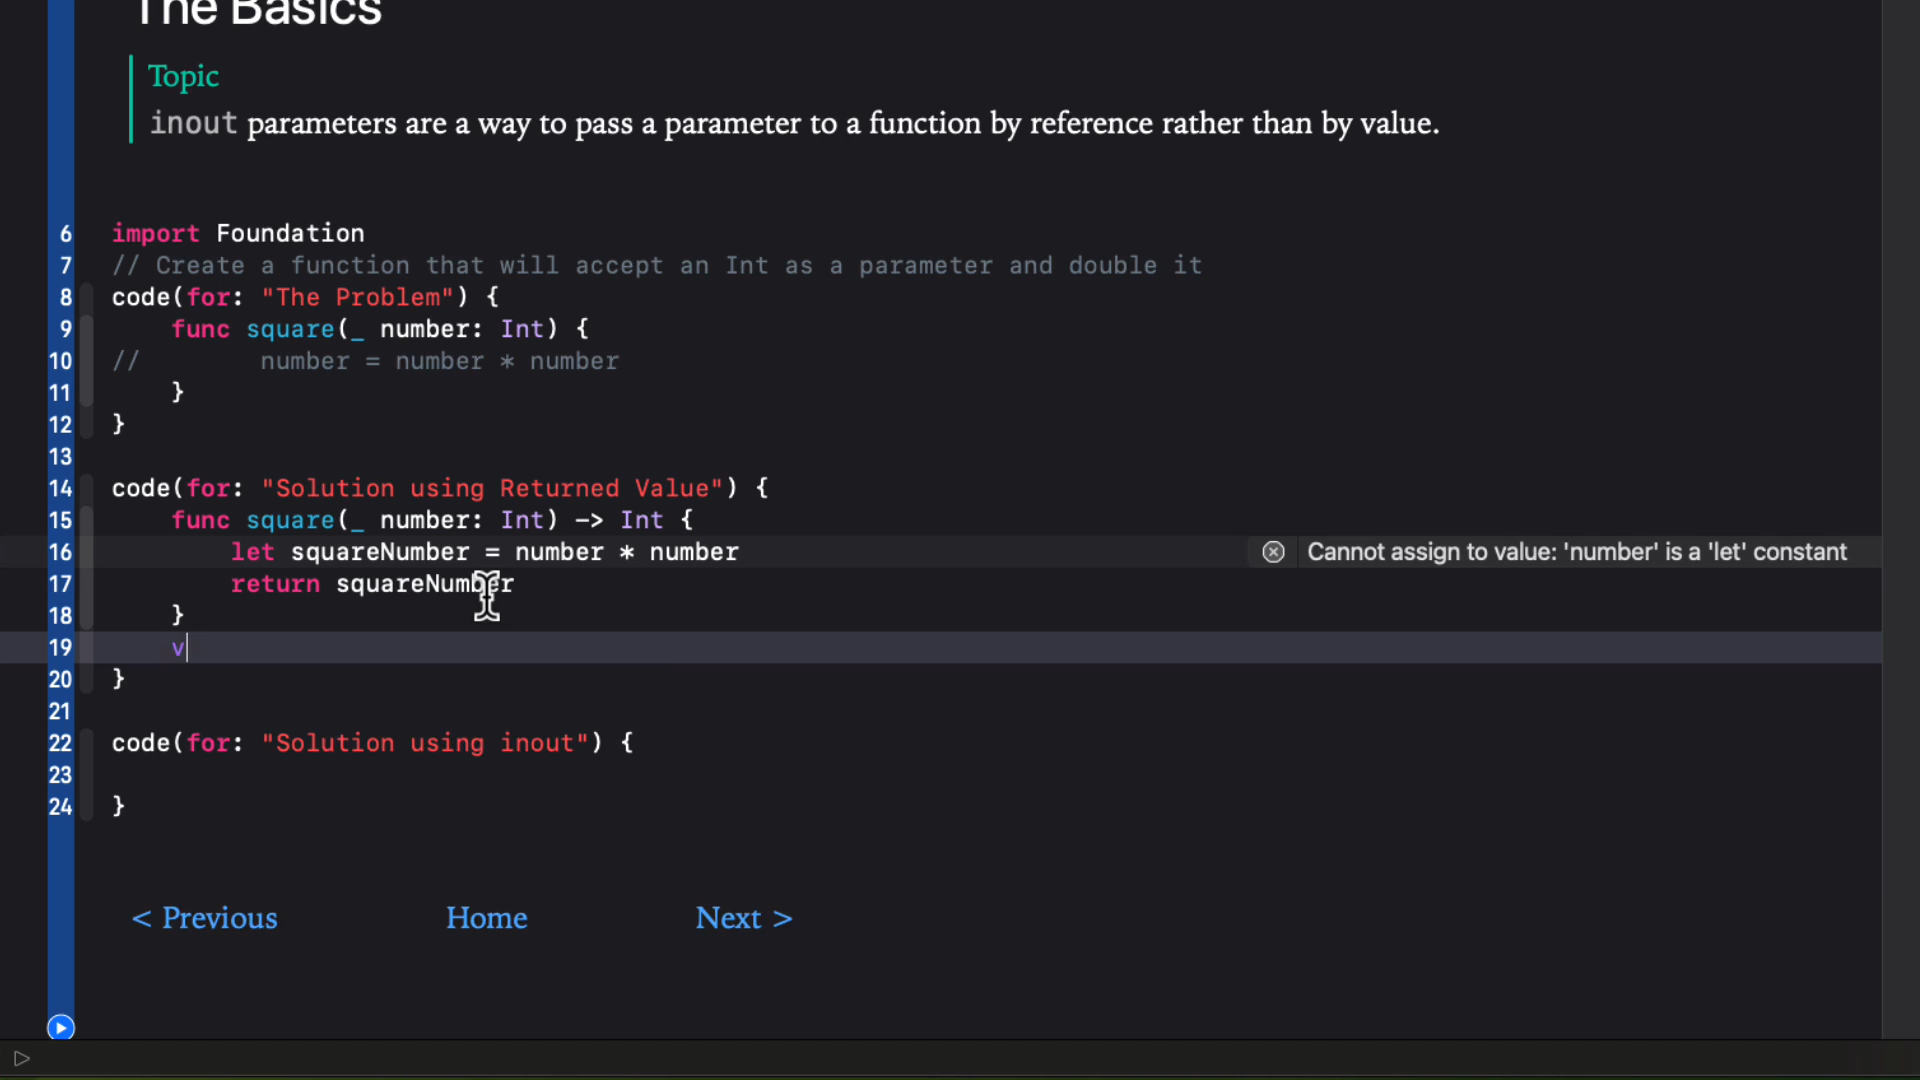 The Basics
Topic
inout parameters are a way to pass a parameter to a function by reference rather than by value.
6 import Foundation
7 // Create a function that will accept an Int as a parameter and double it
8 code(for: "The Problem") {
9 func square(_ number: Int) {
10 // number = number * number
11 }
12 }
13
14 code(for: "Solution using Returned Value") {
15 func square(_ number: Int) -> Int {
16 let squareNumber = number * number Cannot assign to value: 'number' is a 'let' constant
17 return squareNumber
18 }
19 v
20 }
21
22 code(for: "Solution using inout") {
23
24 }
< Previous Home Next >